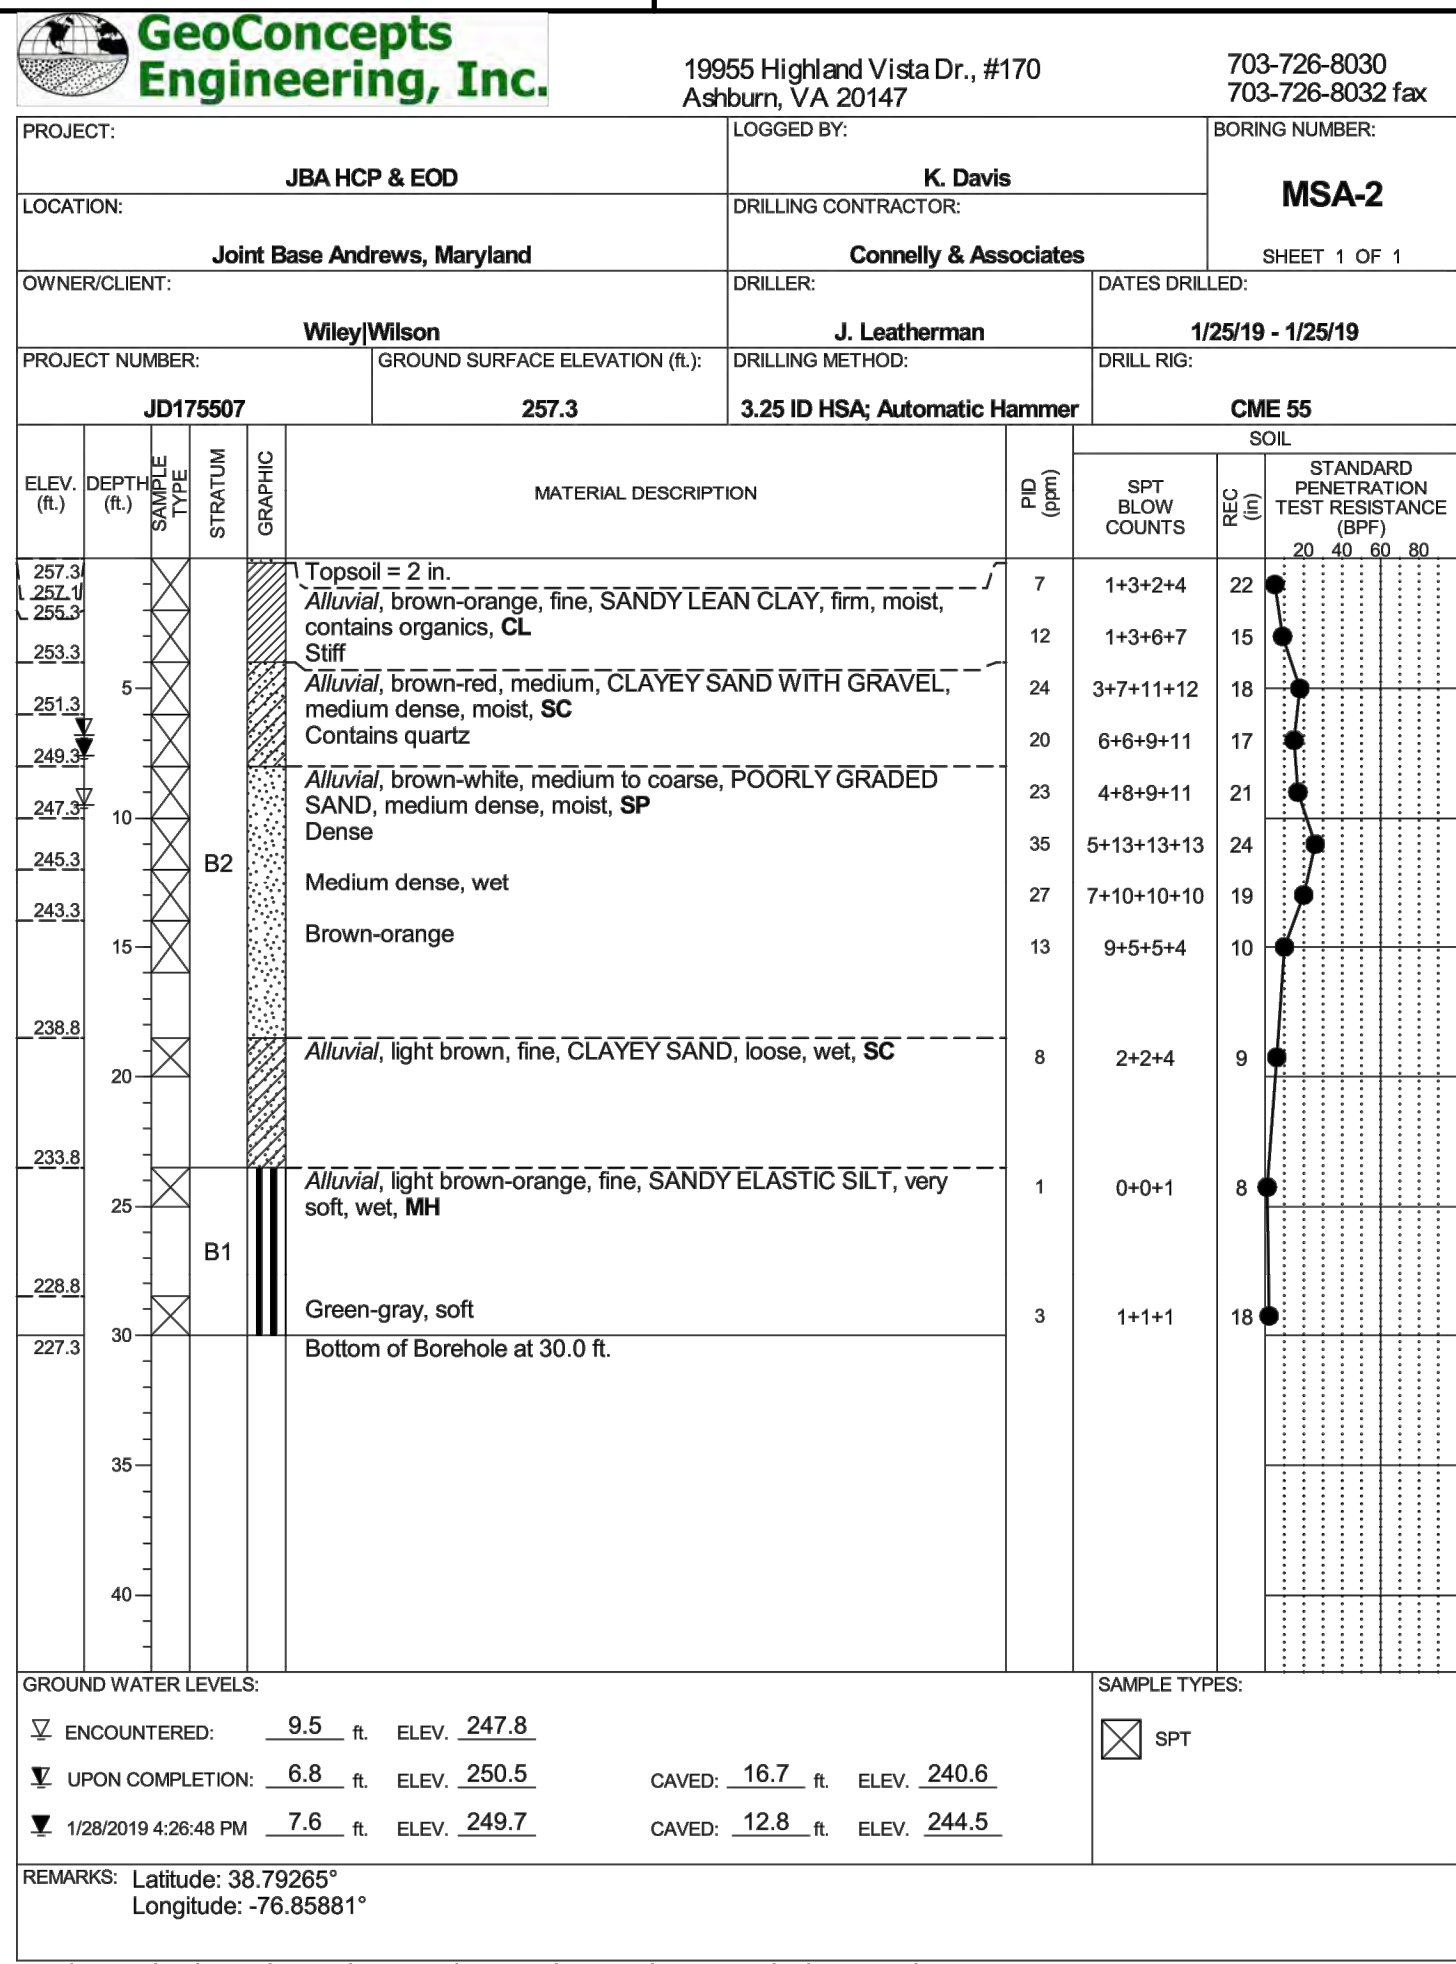 GeoConcepts
Engineering, Inc.
19955 Highland Vista Dr., #170
Ashburn, VA 20147
703-726-8030
703-726-8032 fax
PROJECT:
JBA HCP & EOD
LOGGED BY:
K. Davis
BORING NUMBER:
MSA-2
SHEET 1 OF 1
LOCATION:
Joint Base Andrews, Maryland
DRILLING CONTRACTOR:
Connelly & Associates
OWNER/CLIENT:
Wiley|Wilson
DRILLER:
J. Leatherman
DATES DRILLED:
1/25/19 - 1/25/19
PROJECT NUMBER:
JD175507
GROUND SURFACE ELEVATION (ft.):
257.3
DRILLING METHOD:
3.25 ID HSA; Automatic Hammer
DRILL RIG:
CME 55
ELEV.
(ft.)
DEPTH
(ft.)
SAMPLE
TYPE
STRATUM
GRAPHIC
MATERIAL DESCRIPTION
PID
(ppm)
SOIL
SPT
BLOW
COUNTS
REC
(in)
STANDARD
PENETRATION
TEST RESISTANCE
(BPF)
20 40 60 80
257.3 Topsoil = 2 in. 7 1+3+2+4 22
257.1 Alluvial, brown-orange, fine, SANDY LEAN CLAY, firm, moist,
255.3 contains organics, CL 12 1+3+6+7 15
253.3 Stiff
5 Alluvial, brown-red, medium, CLAYEY SAND WITH GRAVEL, 24 3+7+11+12 18
251.3 medium dense, moist, SC
Contains quartz 20 6+6+9+11 17
249.3
Alluvial, brown-white, medium to coarse, POORLY GRADED 23 4+8+9+11 21
247.3 10 SAND, medium dense, moist, SP
Dense 35 5+13+13+13 24
245.3 B2
Medium dense, wet 27 7+10+10+10 19
243.3
15 Brown-orange 13 9+5+5+4 10
238.8
Alluvial, light brown, fine, CLAYEY SAND, loose, wet, SC 8 2+2+4 9
20
233.8
Alluvial, light brown-orange, fine, SANDY ELASTIC SILT, very 1 0+0+1 8
25 soft, wet, MH
B1
228.8
Green-gray, soft 3 1+1+1 18
30
227.3 Bottom of Borehole at 30.0 ft.
35
40
GROUND WATER LEVELS:
ENCOUNTERED: 9.5 ft. ELEV. 247.8
UPON COMPLETION: 6.8 ft. ELEV. 250.5 CAVED: 16.7 ft. ELEV. 240.6
1/28/2019 4:26:48 PM 7.6 ft. ELEV. 249.7 CAVED: 12.8 ft. ELEV. 244.5
SAMPLE TYPES:
SPT
REMARKS: Latitude: 38.79265°
Longitude: -76.85881°